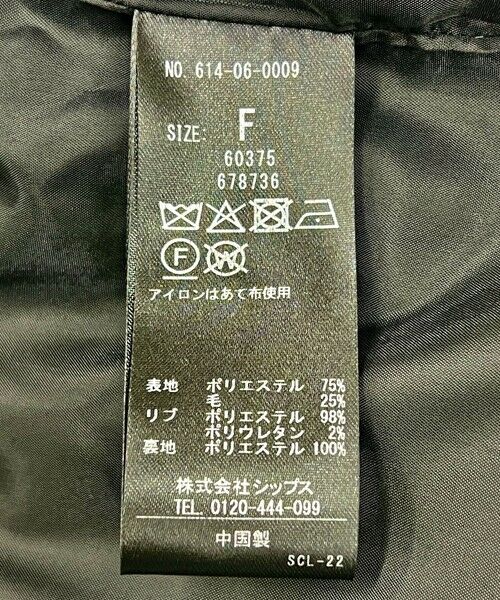 NO. 614-06-0009
SIZE: F
60375
678736
F W
アイロンはあて布使用
表地 ポリエステル 75%
毛 25%
リブ ポリエステル 98%
ポリウレタン 2%
裏地 ポリエステル 100%
株式会社シップス
TEL. 0120-444-099
中国製
SCL-22